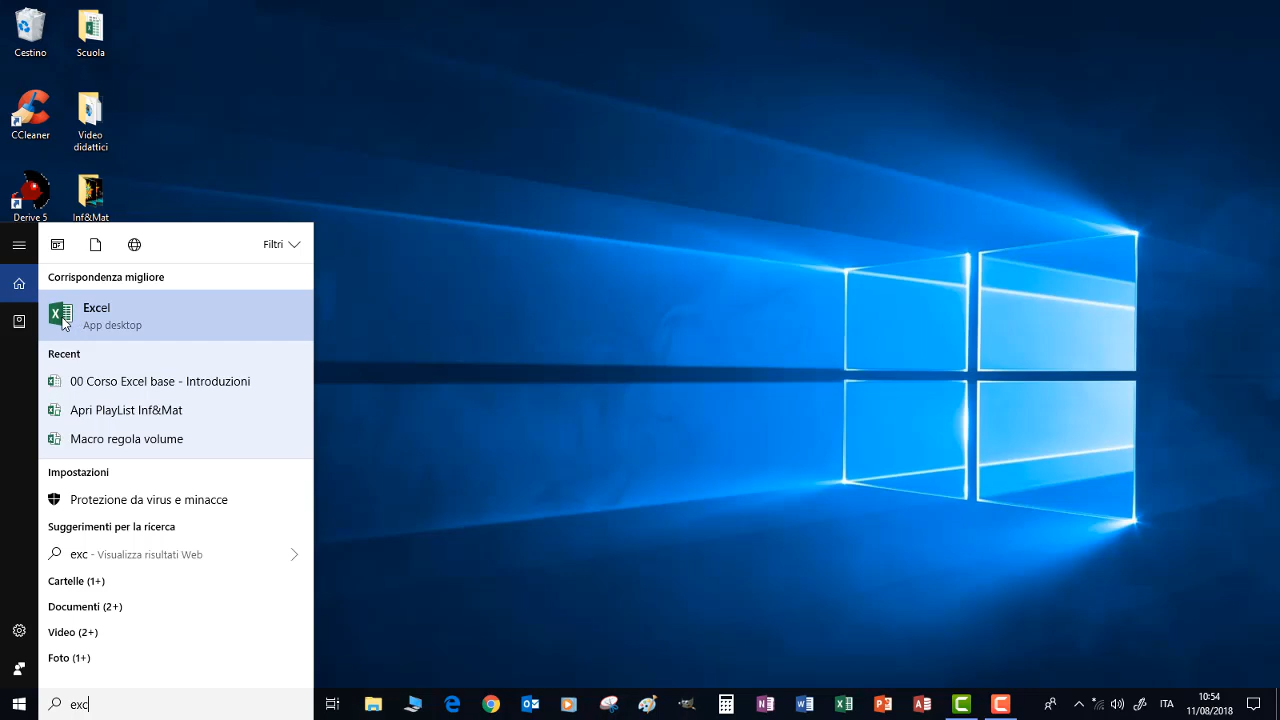 Cestino
Scuola
CCleaner
Video
didattici
Derive 5
Inf&Mat
Filtri
Corrispondenza migliore
Excel
App desktop
Recent
00 Corso Excel base - Introduzioni
Apri PlayList Inf&Mat
Macro regola volume
Impostazioni
Protezione da virus e minacce
Suggerimenti per la ricerca
exc - Visualizza risultati Web
Cartelle (1+)
Documenti (2+)
Video (2+)
Foto (1+)
exc
ITA
10:54
11/08/2018